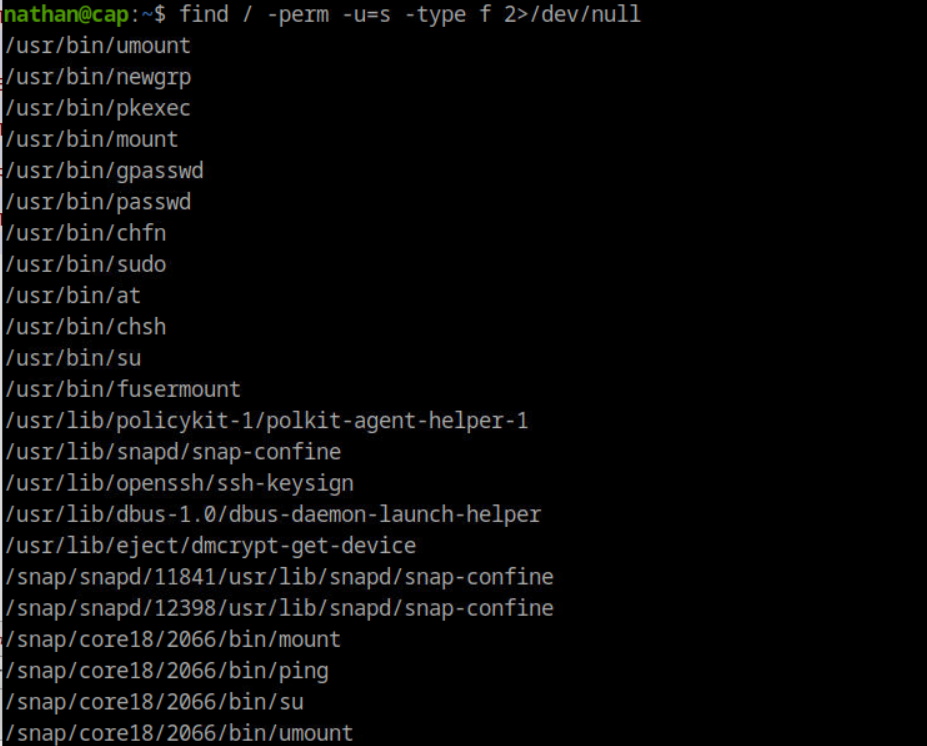 nathan@cap:~$ find / -perm -u=s -type f 2>/dev/null
/usr/bin/umount
/usr/bin/newgrp
/usr/bin/pkexec
/usr/bin/mount
/usr/bin/gpasswd
/usr/bin/passwd
/usr/bin/chfn
/usr/bin/sudo
/usr/bin/at
/usr/bin/chsh
/usr/bin/su
/usr/bin/fusermount
/usr/lib/policykit-1/polkit-agent-helper-1
/usr/lib/snapd/snap-confine
/usr/lib/openssh/ssh-keysign
/usr/lib/dbus-1.0/dbus-daemon-launch-helper
/usr/lib/eject/dmcrypt-get-device
/snap/snapd/11841/usr/lib/snapd/snap-confine
/snap/snapd/12398/usr/lib/snapd/snap-confine
/snap/core18/2066/bin/mount
/snap/core18/2066/bin/ping
/snap/core18/2066/bin/su
/snap/core18/2066/bin/umount